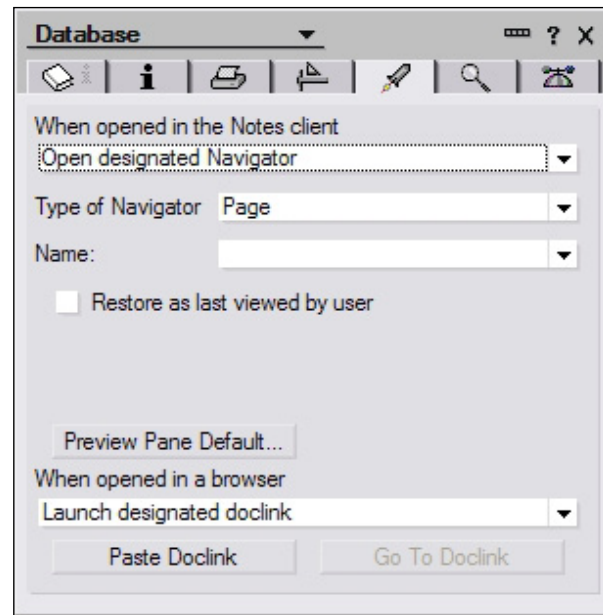 Database
?
X
i
When opened in the Notes client
Open designated Navigator
Type of Navigator Page
Name:
Restore as last viewed by user
Preview Pane Default...
When opened in a browser
Launch designated doclink
Paste Doclink Go To Doclink